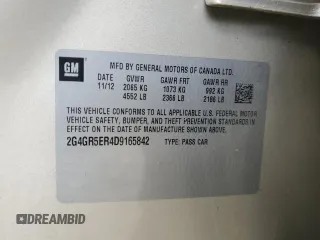 GM
MFD BY GENERAL MOTORS OF CANADA LTD.
DATE GVWR GAWR FRT GAWR RR
11/12 2065 KG 1073 KG 992 KG
4552 LB 2366 LB 2186 LB
THIS VEHICLE CONFORMS TO ALL APPLICABLE U.S. FEDERAL MOTOR
VEHICLE SAFETY, BUMPER, AND THEFT PREVENTION STANDARDS IN
EFFECT ON THE DATE OF MANUFACTURE SHOWN ABOVE.
2G4GR5ER4D9165842 TYPE: PASS CAR
DREAMBID